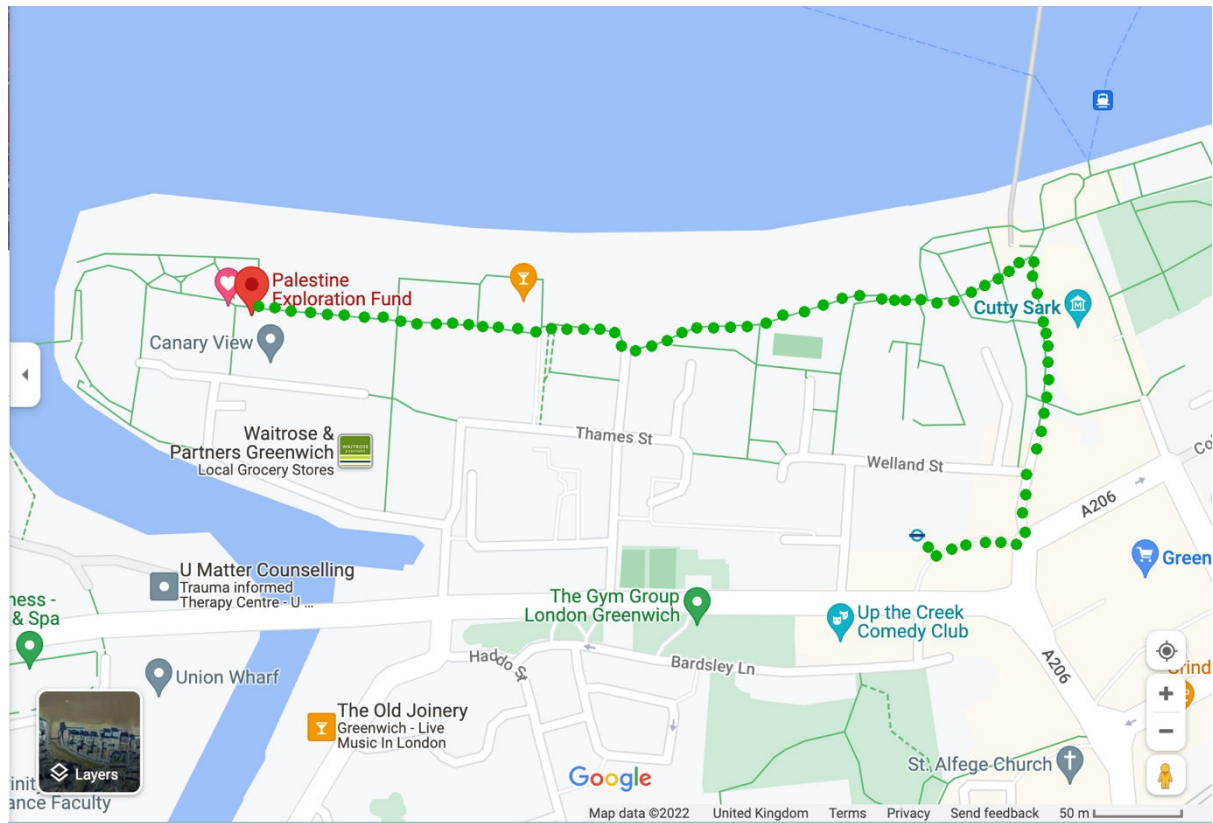 Palestine
Exploration Fund
Canary View
Cutty Sark
Waitrose &
Partners Greenwich
Local Grocery Stores
WAITROSE
Thames St
Welland St
A206
Green
U Matter Counselling
Trauma informed
Therapy Centre - U ...
ness -
& Spa
The Gym Group
London Greenwich
Up the Creek
Comedy Club
Haddo St
Bardsley Ln
A206
Union Wharf
The Old Joinery
Greenwich - Live
Music In London
Layers
St. Alfege Church
Google
ance Faculty
Map data ©2022 United Kingdom Terms Privacy Send feedback 50 m